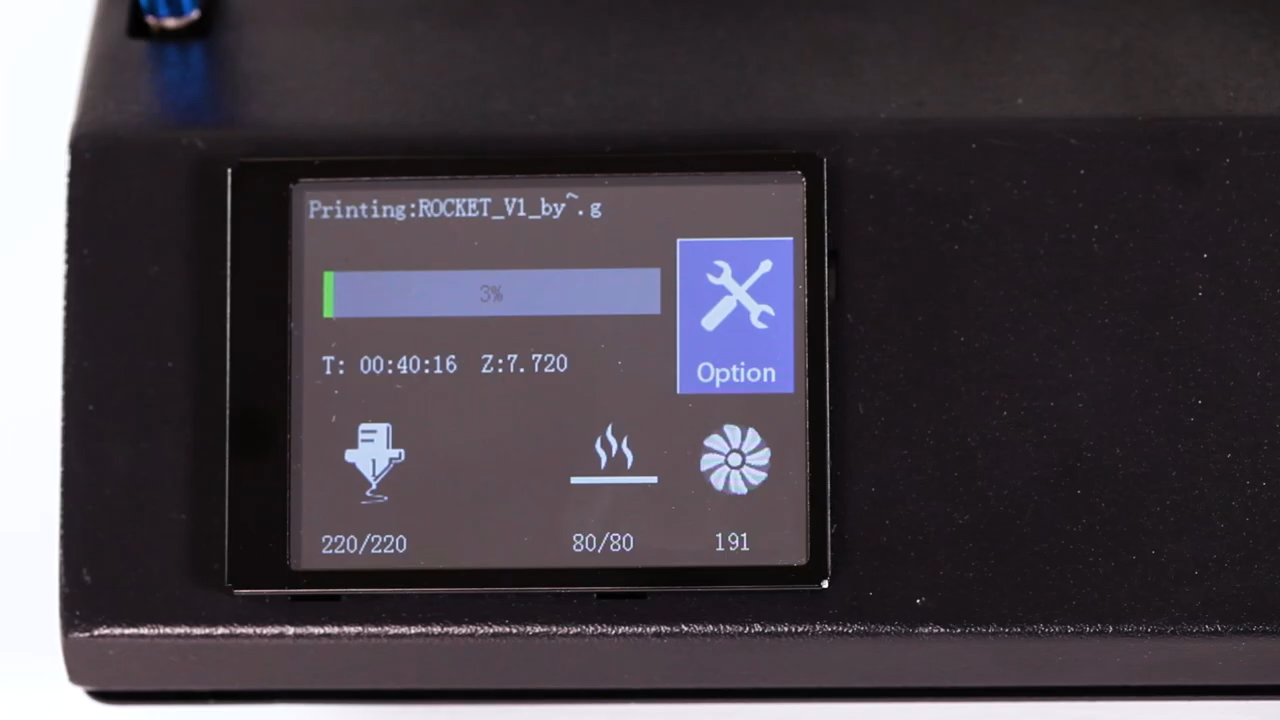 Printing:ROCKET_V1_by~.g
3%
T: 00:40:16 Z:7.720
Option
220/220
80/80
191